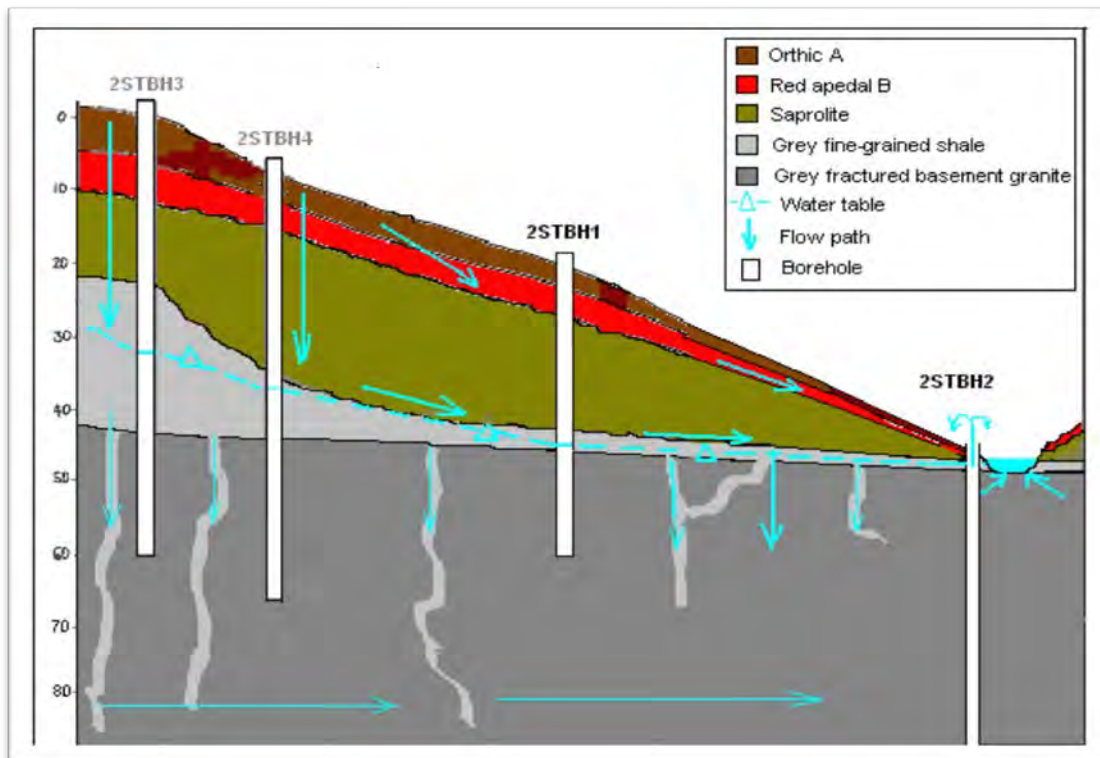 Orthic A
Red apedal B
Saprolite
Grey fine-grained shale
Grey fractured basement granite
Water table
Flow path
Borehole
2STBH3
2STBH4
2STBH1
2STBH2
0
10
20
30
40
50
60
70
80